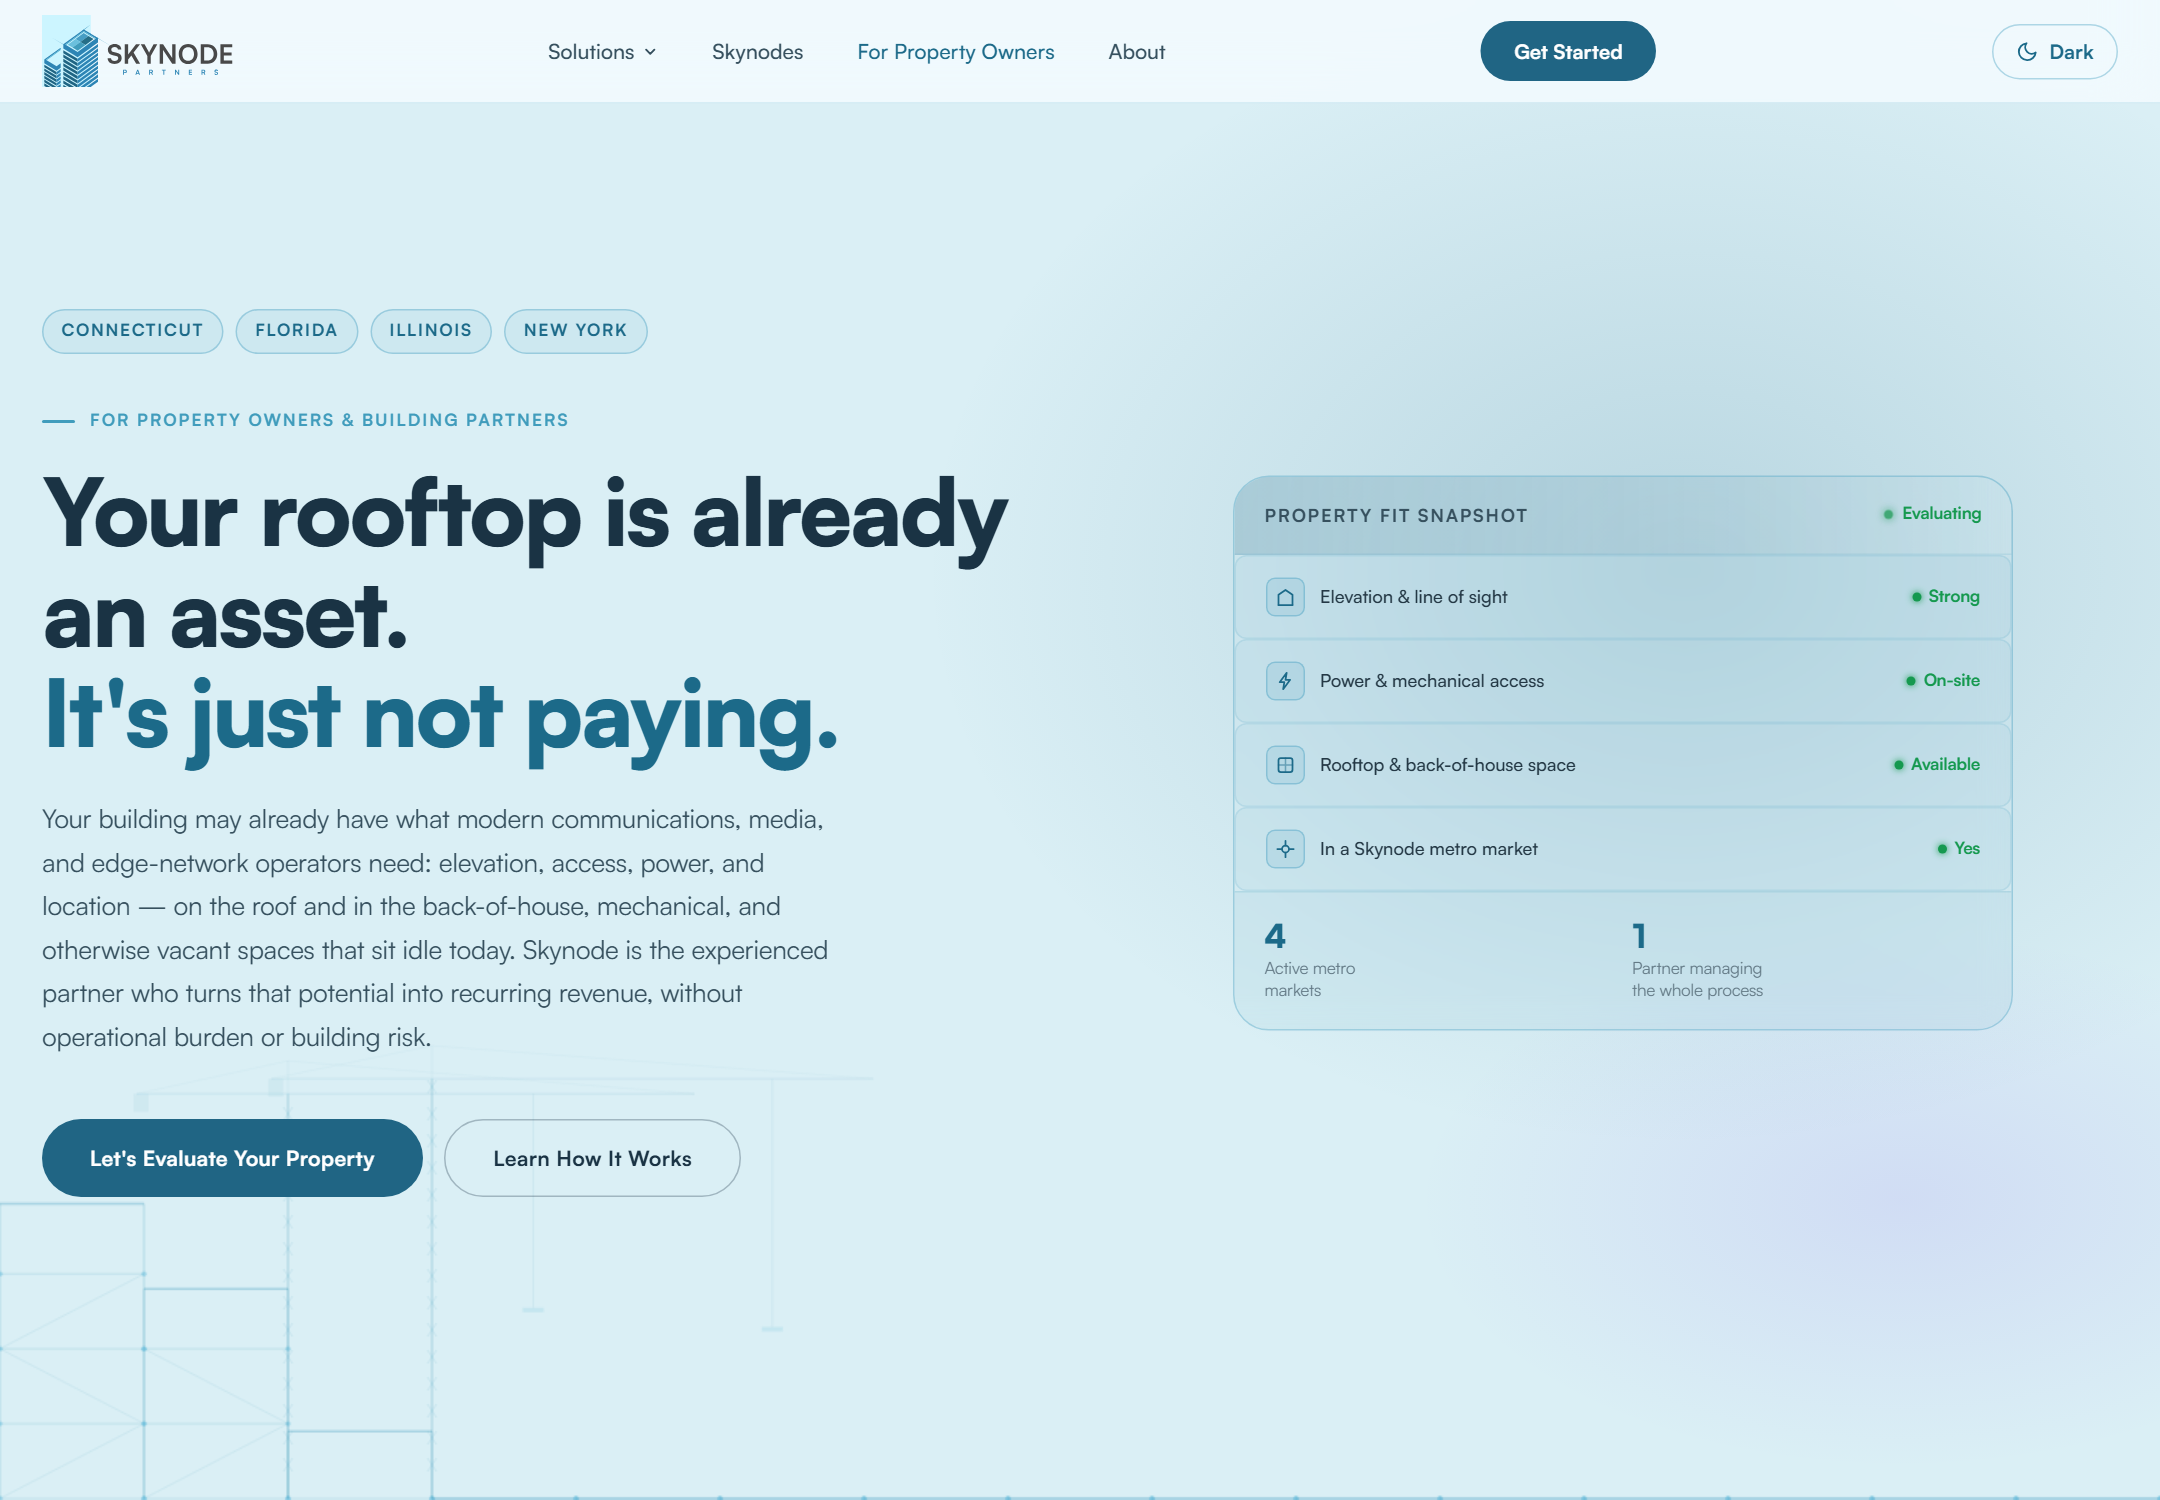 SKYNODE
PARTNERS
Solutions
Skynodes
For Property Owners
About
Get Started
Dark
CONNECTICUT
FLORIDA
ILLINOIS
NEW YORK
FOR PROPERTY OWNERS & BUILDING PARTNERS
Your rooftop is already
an asset.
It's just not paying.
Your building may already have what modern communications, media,
and edge-network operators need: elevation, access, power, and
location — on the roof and in the back-of-house, mechanical, and
otherwise vacant spaces that sit idle today. Skynode is the experienced
partner who turns that potential into recurring revenue, without
operational burden or building risk.
Let's Evaluate Your Property
Learn How It Works
PROPERTY FIT SNAPSHOT
Evaluating
Elevation & line of sight
Strong
Power & mechanical access
On-site
Rooftop & back-of-house space
Available
In a Skynode metro market
Yes
4
Active metro
markets
1
Partner managing
the whole process